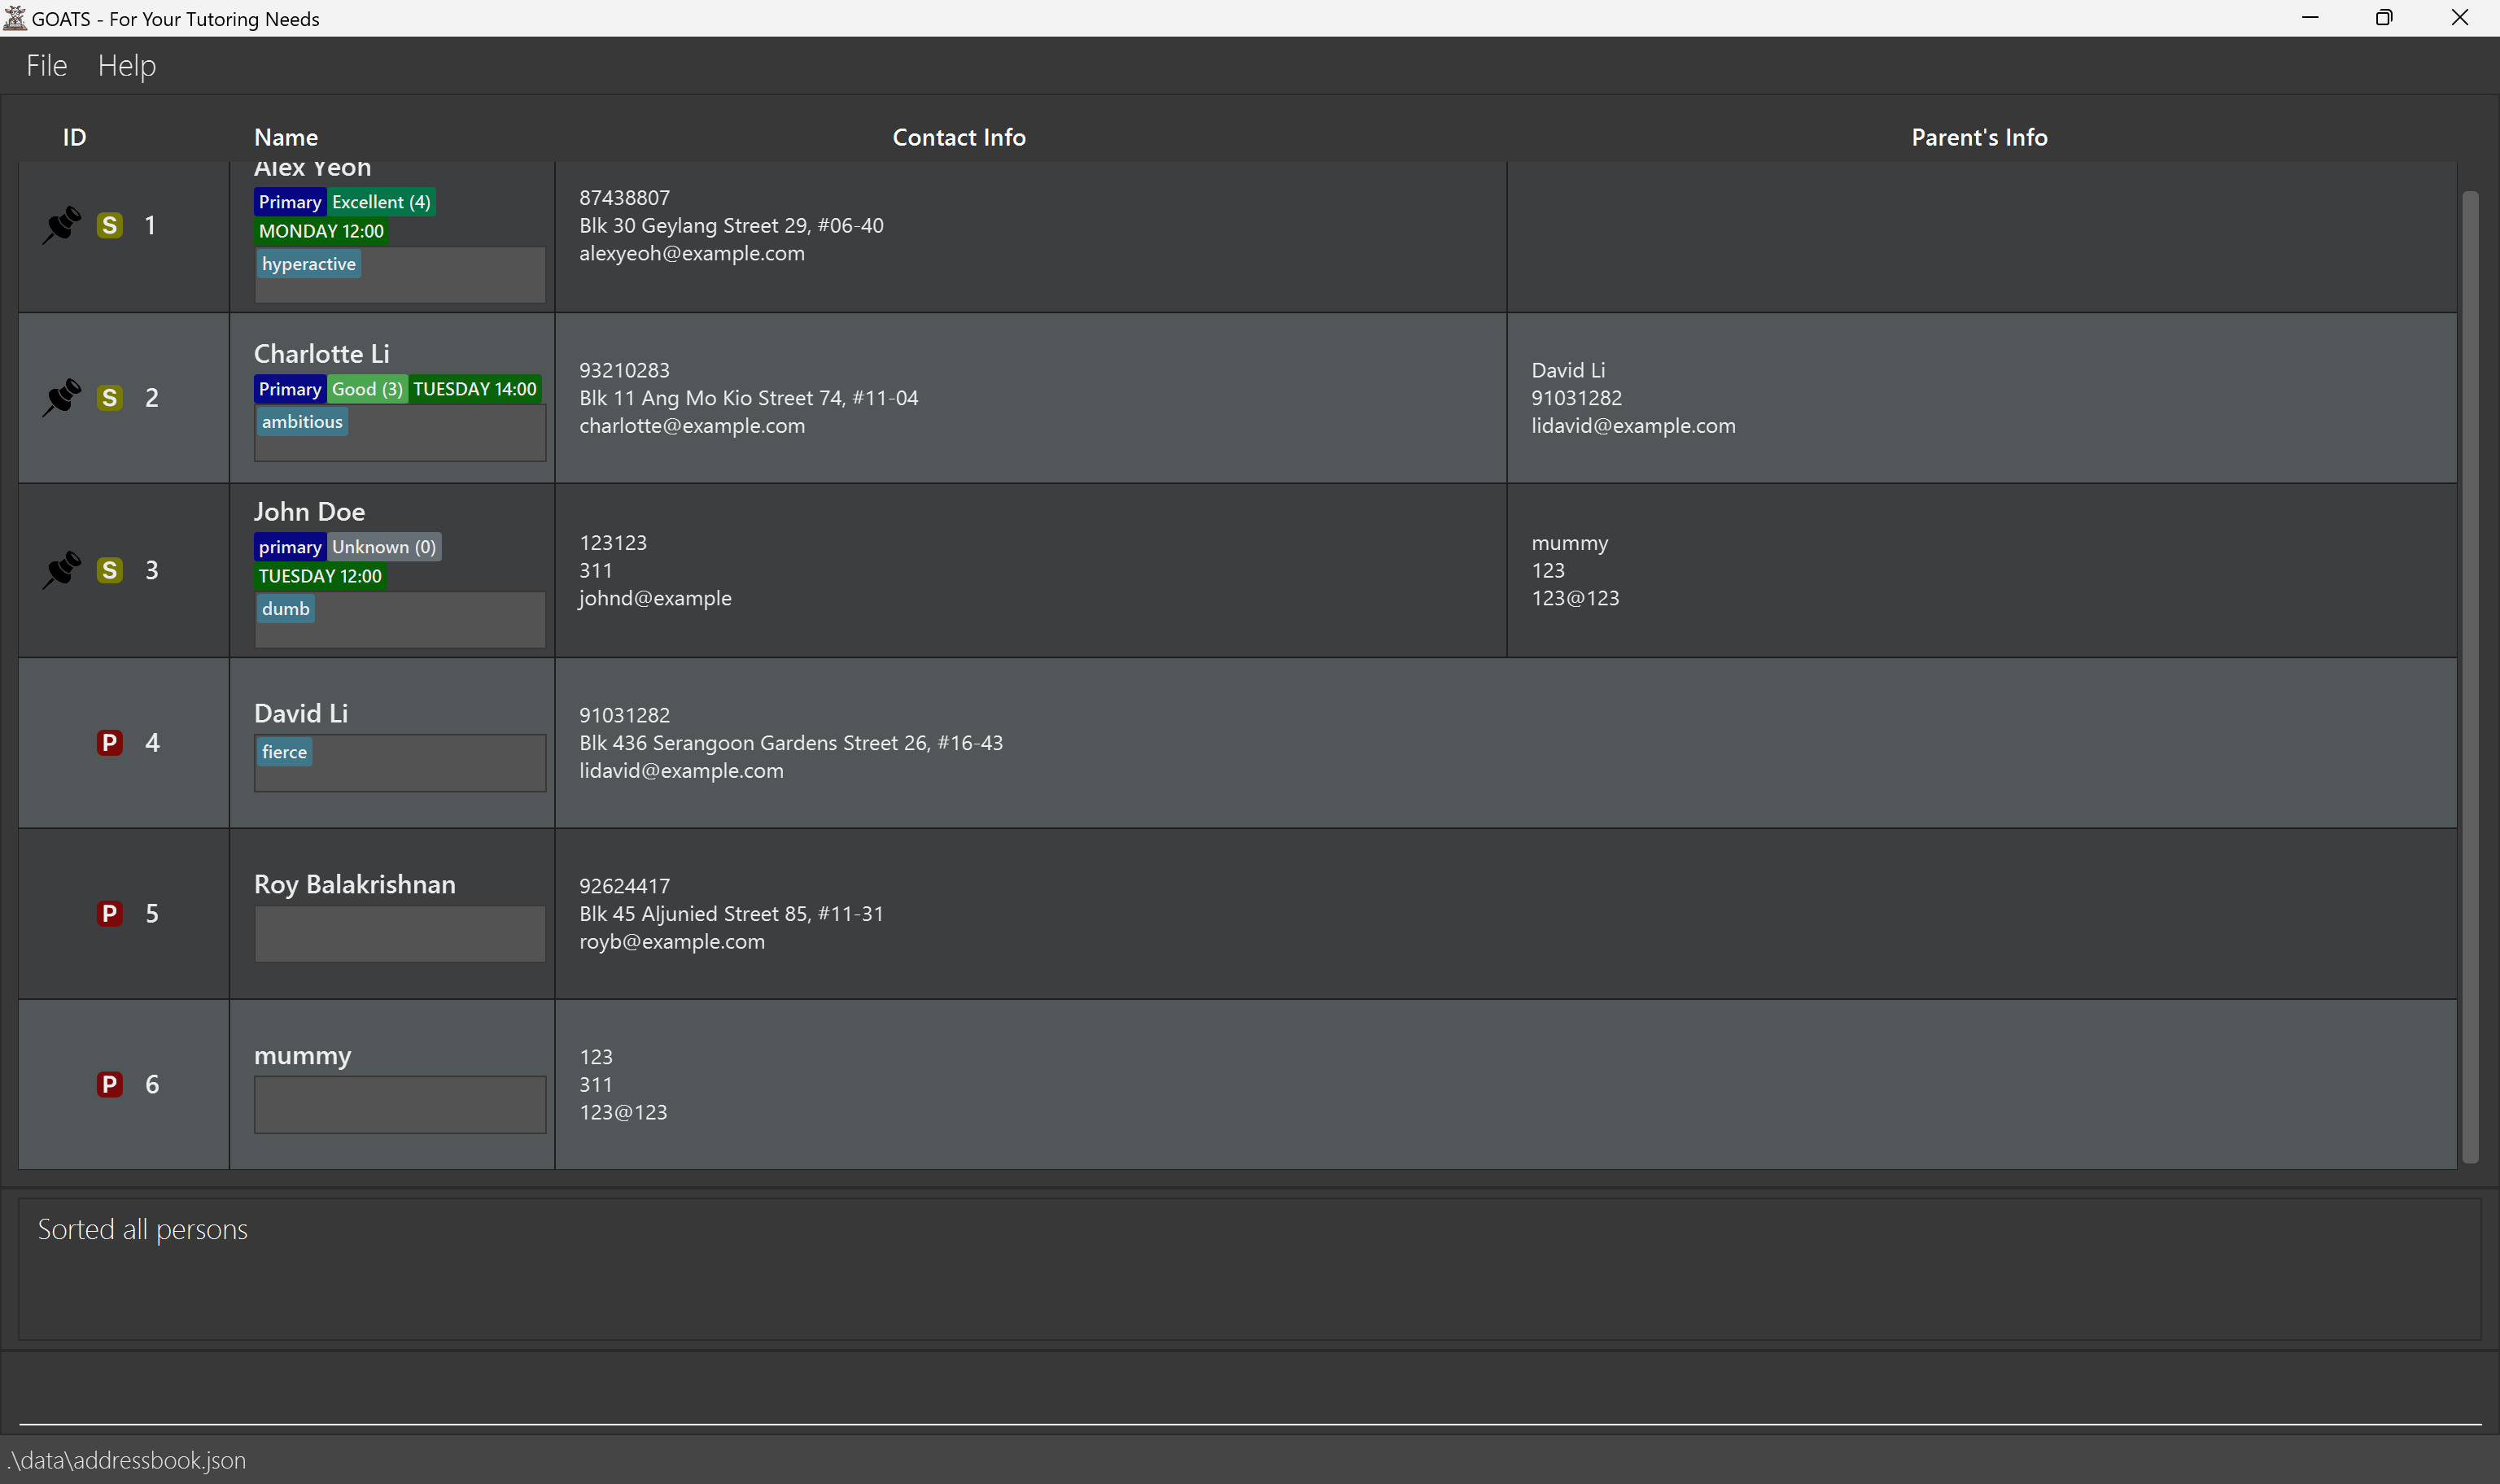 GOATS - For Your Tutoring Needs
File Help
ID Name Contact Info Parent's Info
S 1
Alex Yeoh
Primary Excellent (4)
MONDAY 12:00
hyperactive
87438807
Blk 30 Geylang Street 29, #06-40
alexyeoh@example.com
S 2
Charlotte Li
Primary Good (3) TUESDAY 14:00
ambitious
93210283
Blk 11 Ang Mo Kio Street 74, #11-04
charlotte@example.com
David Li
91031282
lidavid@example.com
S 3
John Doe
primary Unknown (0)
TUESDAY 12:00
dumb
123123
311
johnd@example
mummy
123
123@123
P 4
David Li
fierce
91031282
Blk 436 Serangoon Gardens Street 26, #16-43
lidavid@example.com
P 5
Roy Balakrishnan
92624417
Blk 45 Aljunied Street 85, #11-31
royb@example.com
P 6
mummy
123
311
123@123
Sorted all persons
.\data\addressbook.json